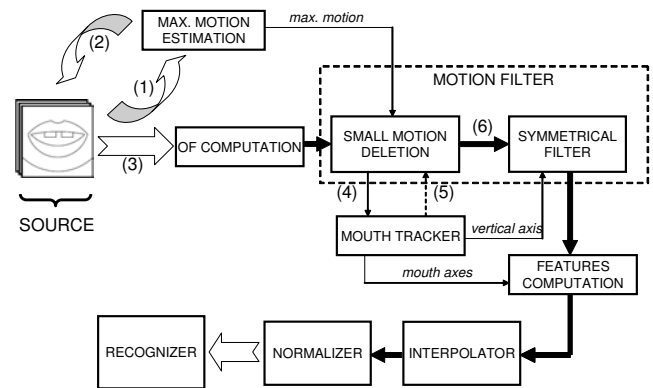 MAX. MOTION
ESTIMATION
max. motion
(2)
(1)
MOTION FILTER
(3)
OF COMPUTATION
SMALL MOTION
DELETION
(6)
SYMMETRICAL
FILTER
SOURCE
(4)
(5)
MOUTH TRACKER
vertical axis
mouth axes
FEATURES
COMPUTATION
RECOGNIZER
NORMALIZER
INTERPOLATOR